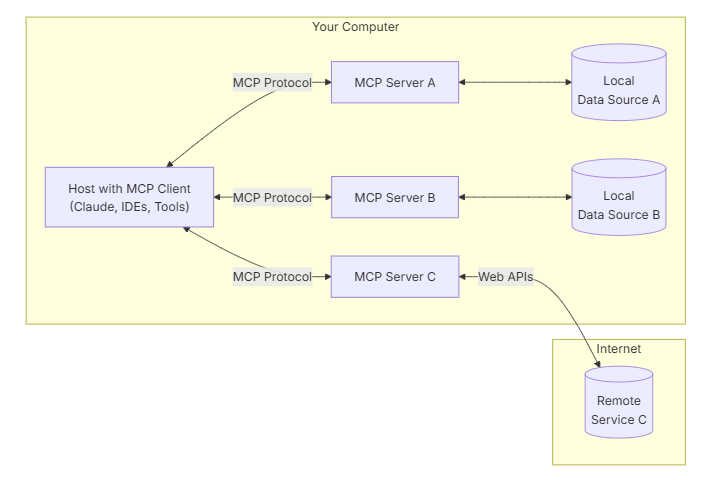 Your Computer
MCP Protocol
MCP Server A
Local
Data Source A
Host with MCP Client
(Claude, IDEs, Tools)
MCP Protocol
MCP Server B
Local
Data Source B
MCP Protocol
MCP Server C
Web APIs
Internet
Remote
Service C